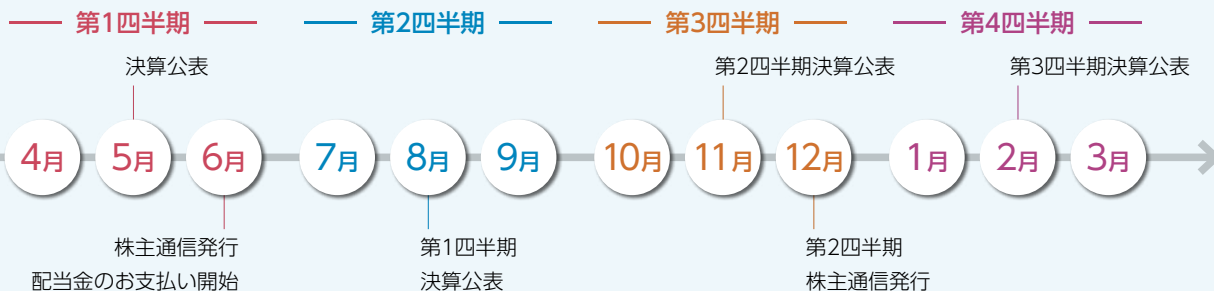 第1四半期
第2四半期
第3四半期
第4四半期
決算公表
第2四半期決算公表
第3四半期決算公表
4月
5月
6月
7月
8月
9月
10月
11月
12月
1月
2月
3月
株主通信発行
配当金のお支払い開始
第1四半期
決算公表
第2四半期
株主通信発行